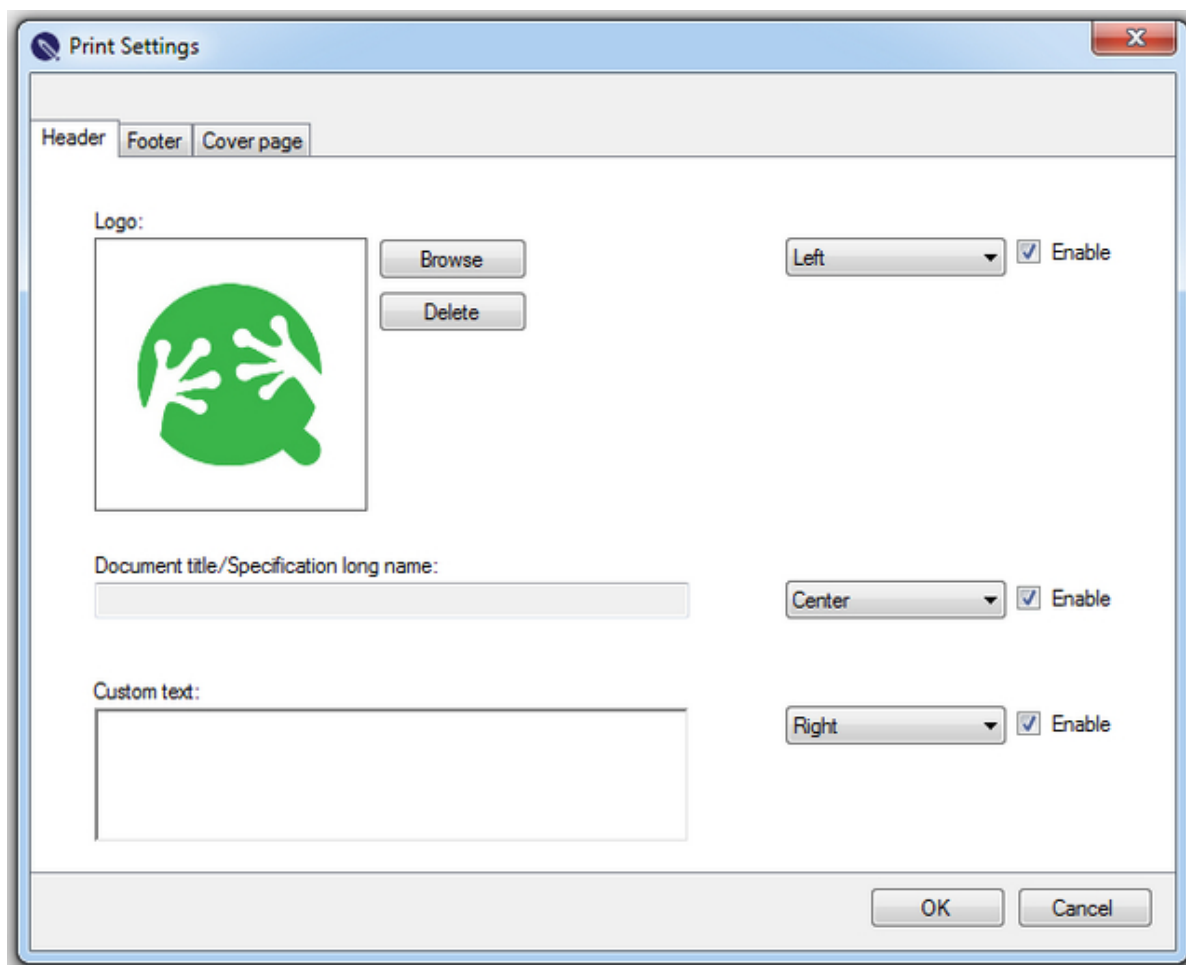 Print Settings
Header Footer Cover page
Logo:
Browse
Left Enable
Delete
Document title/Specification long name:
Center Enable
Custom text:
Right Enable
OK Cancel